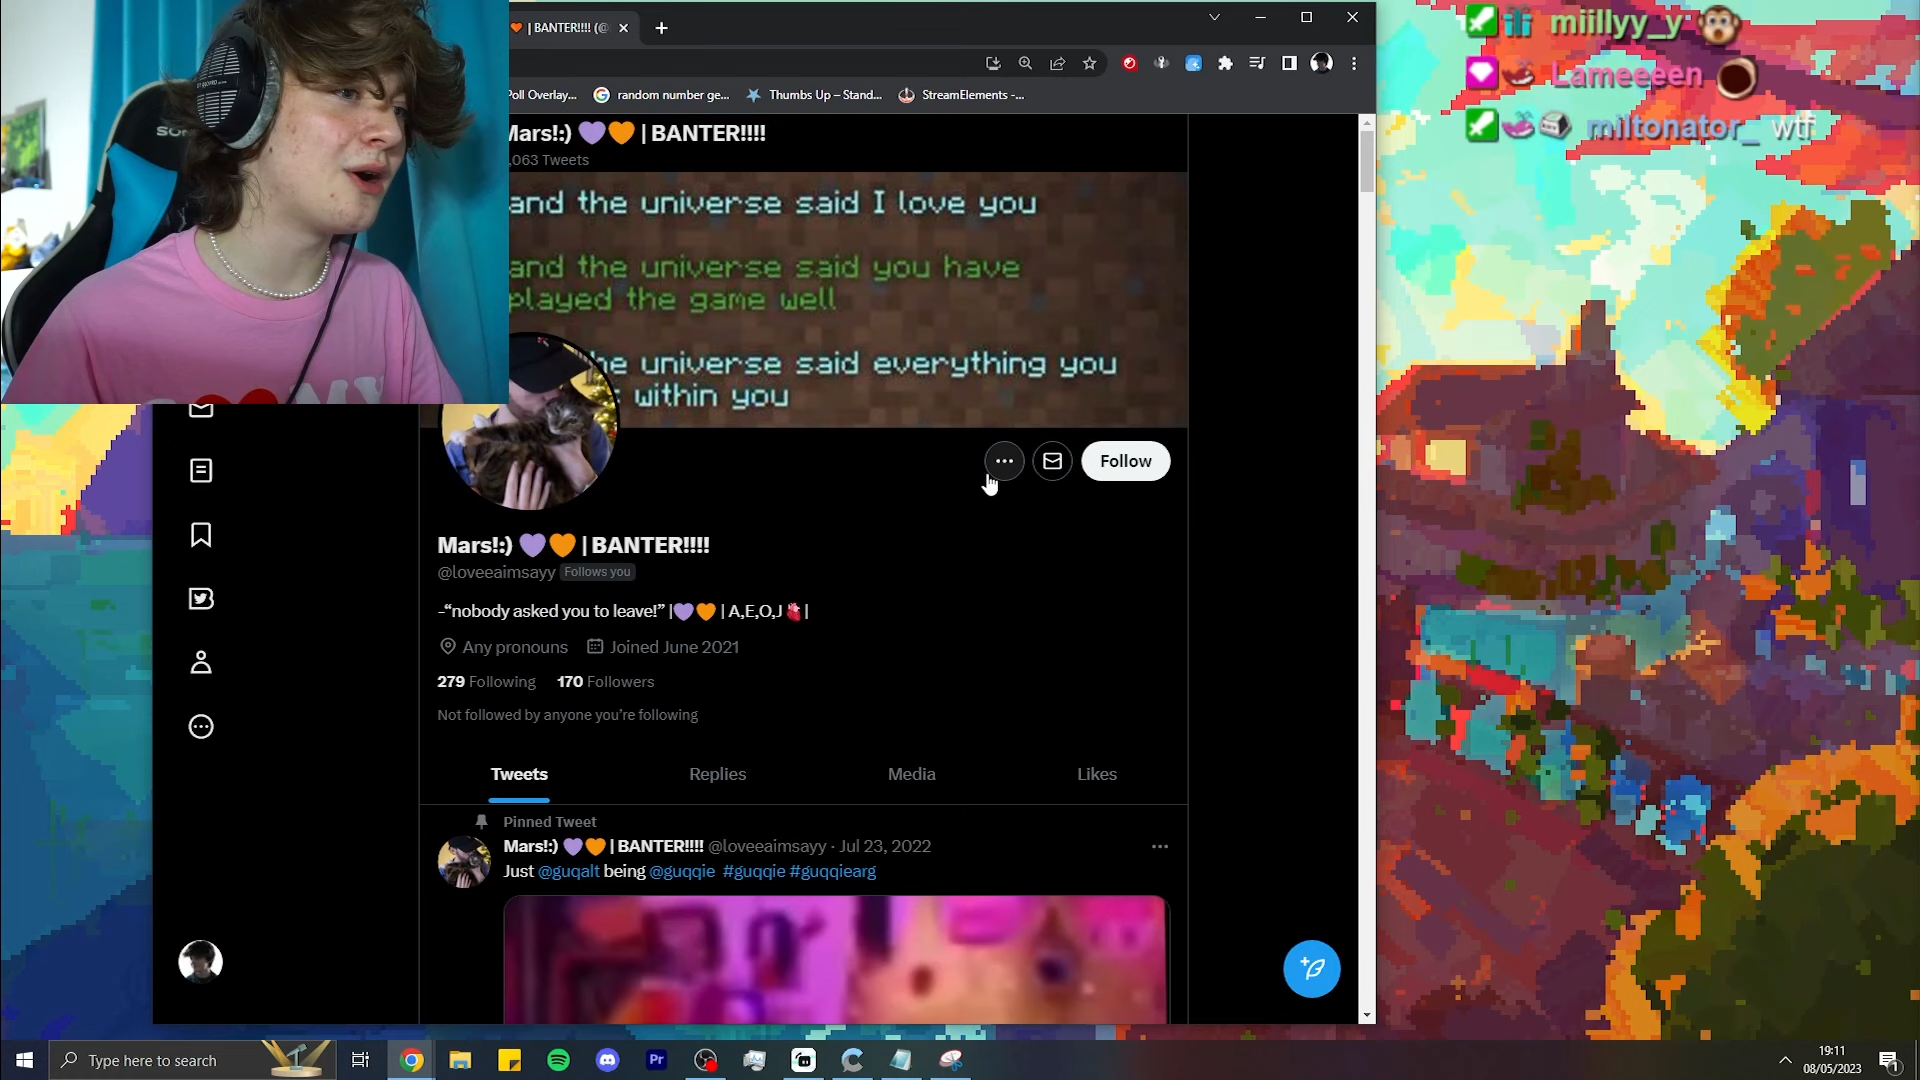 | BANTER!!!! (@
miillyy_y
Lameeeen
miltonator_ wtf
Poll Overlay...
random number ge...
Thumbs Up – Stand...
StreamElements -...
Mars!:) 💜🧡 | BANTER!!!!
,063 Tweets
and the universe said I love you
and the universe said you have
played the game well
the universe said everything you
within you
Follow
Mars!:) 💜🧡 | BANTER!!!!
@loveeaimsayy Follows you
-“nobody asked you to leave!” |💜🧡 | A,E,O,J🫀|
Any pronouns Joined June 2021
279 Following 170 Followers
Not followed by anyone you’re following
Tweets Replies Media Likes
Pinned Tweet
Mars!:) 💜🧡 | BANTER!!!! @loveeaimsayy · Jul 23, 2022
Just @guqalt being @guqqie #guqqie #guqqiearg
Type here to search
Pr
19:11
08/05/2023
1